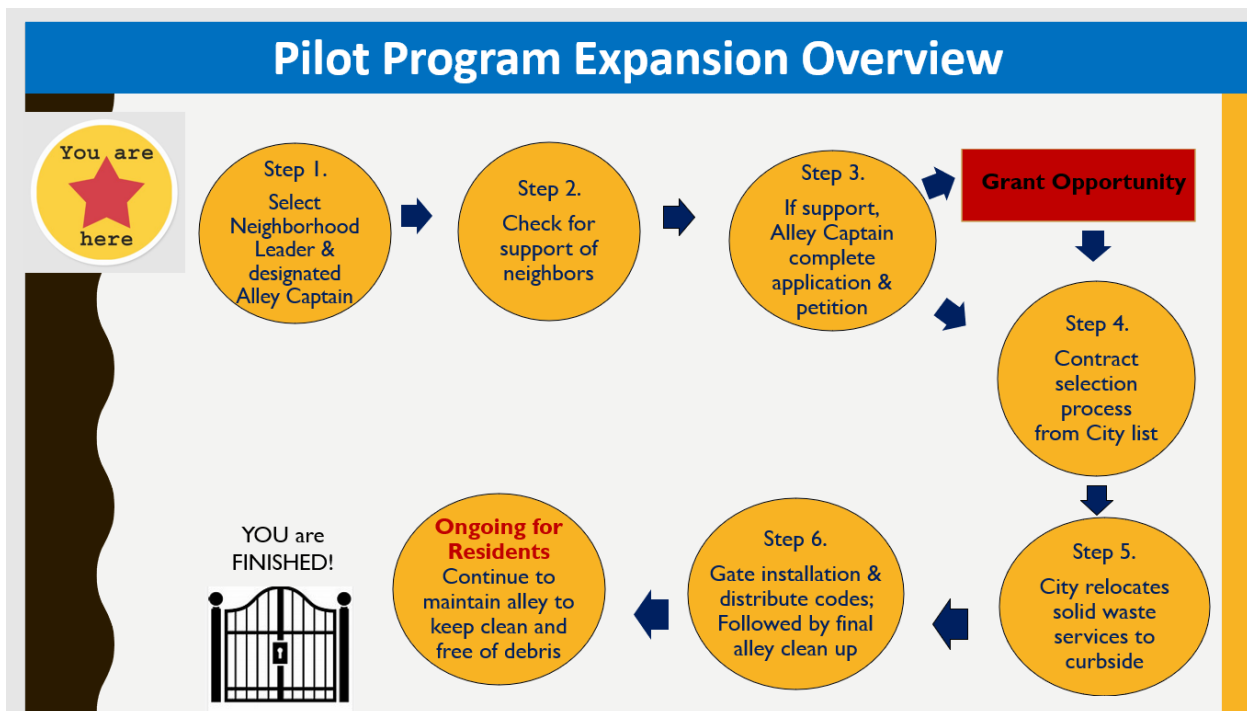 Pilot Program Expansion Overview
You are
here
Step 1.
Select
Neighborhood
Leader &
designated
Alley Captain
Step 2.
Check for
support of
neighbors
Step 3.
If support,
Alley Captain
complete
application &
petition
Grant Opportunity
Step 4.
Contract
selection
process
from City list
Step 5.
City relocates
solid waste
services to
curbside
Step 6.
Gate installation &
distribute codes;
Followed by final
alley clean up
Ongoing for
Residents
Continue to
maintain alley to
keep clean and
free of debris
YOU are
FINISHED!